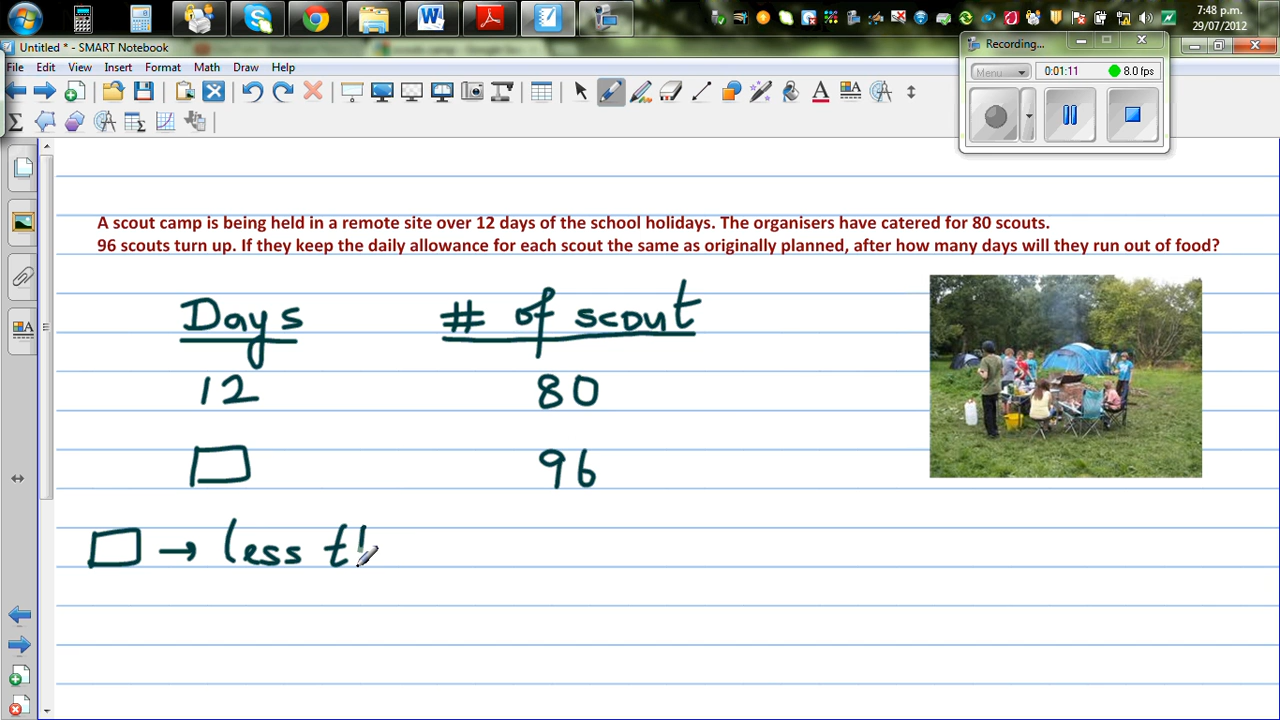 7:48 p.m.
29/07/2012
Untitled * - SMART Notebook
Recording...
File Edit View Insert Format Math Draw Help
Menu 0:01:11 8.0 fps
A scout camp is being held in a remote site over 12 days of the school holidays. The organisers have catered for 80 scouts.
96 scouts turn up. If they keep the daily allowance for each scout the same as originally planned, after how many days will they run out of food?
Days # of scout
12 80
96
→ less